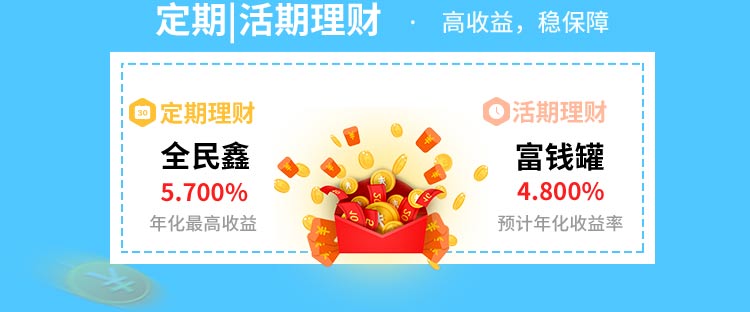 定期|活期理财 · 高收益，稳保障
30 定期理财
全民鑫
5.700%
年化最高收益
活期理财
富钱罐
4.800%
预计年化收益率